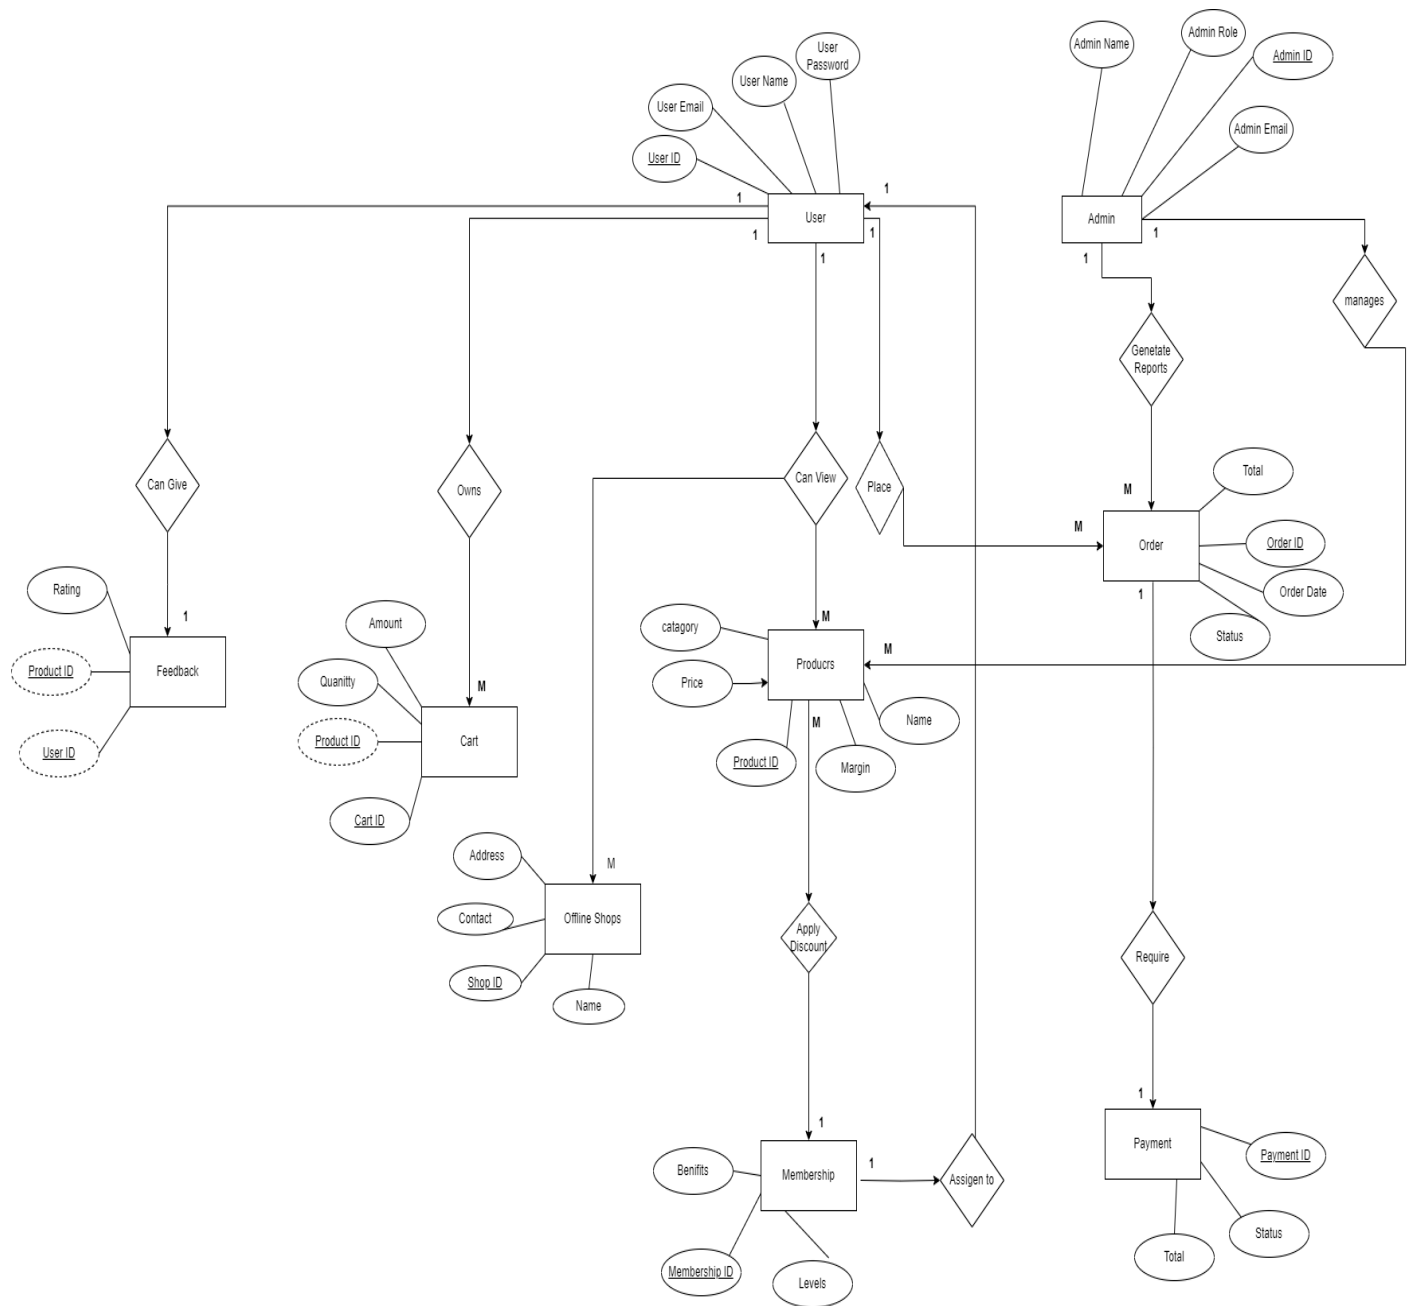 Admin Role
User
Password
Admin Name
Admin ID
User Name
User Email
Admin Email
User ID
1
1
User
Admin
1
1
1
1
1
1
manages
Genetate
Reports
Can Give
Owns
Can View
Place
Total
M
M
Order
Order ID
Rating
Order Date
1
1
Amount
M
catagory
Status
M
Feedback
Product ID
Producrs
Quanitty
Price
M
Name
M
User ID
Product ID
Cart
Product ID
Margin
Cart ID
Address
M
Contact
Offline Shops
Apply
Discount
Require
Shop ID
Name
1
1
Payment
Payment ID
Benifits
1
Membership
Assigen to
Status
Total
Membership ID
Levels